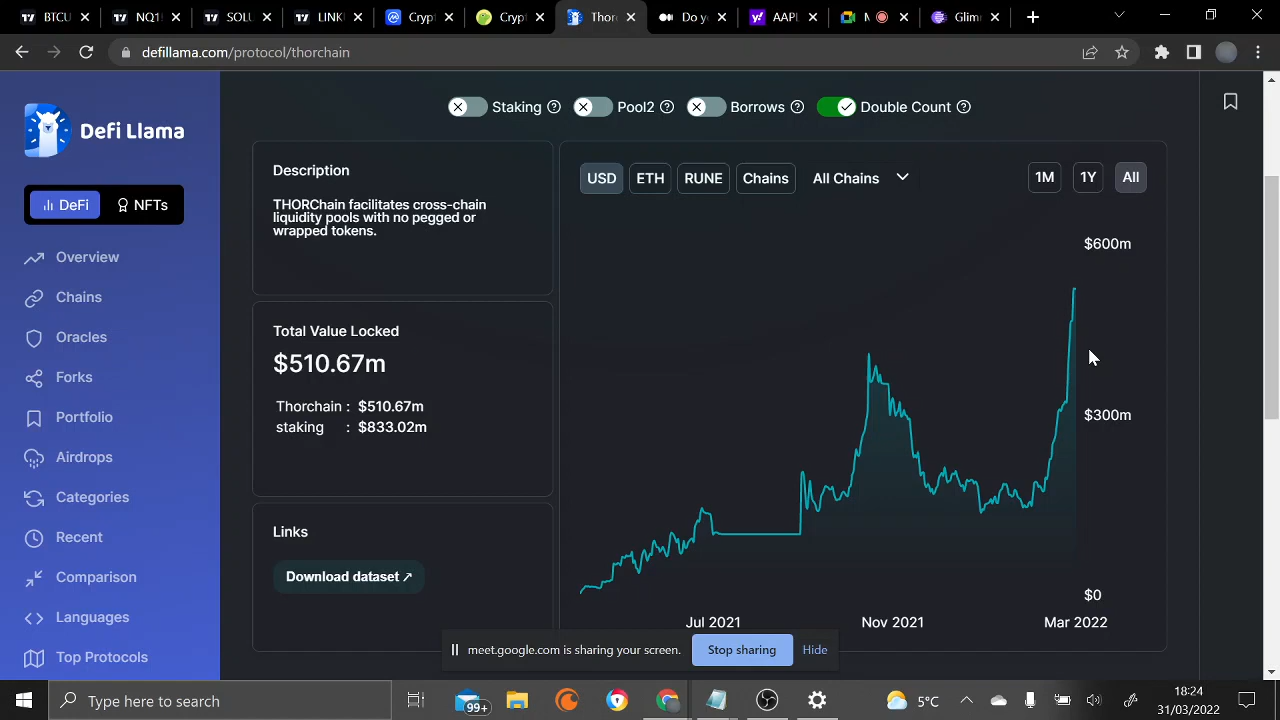 BTCU
NQ1
SOLU
LINKU
Crypt
Crypt
Thor
Do y
AAPL
M
Glim
defillama.com/protocol/thorchain
Defi Llama
DeFi
NFTs
Overview
Chains
Oracles
Forks
Portfolio
Airdrops
Categories
Recent
Comparison
Languages
Top Protocols
Staking
Pool2
Borrows
Double Count
Description
THORChain facilitates cross-chain
liquidity pools with no pegged or
wrapped tokens.
Total Value Locked
$510.67m
Thorchain : $510.67m
staking : $833.02m
Links
Download dataset ↗
USD ETH RUNE Chains All Chains
1M 1Y All
$600m
$300m
$0
Jul 2021 Nov 2021 Mar 2022
meet.google.com is sharing your screen. Stop sharing Hide
Type here to search
99+
5°C
18:24
31/03/2022